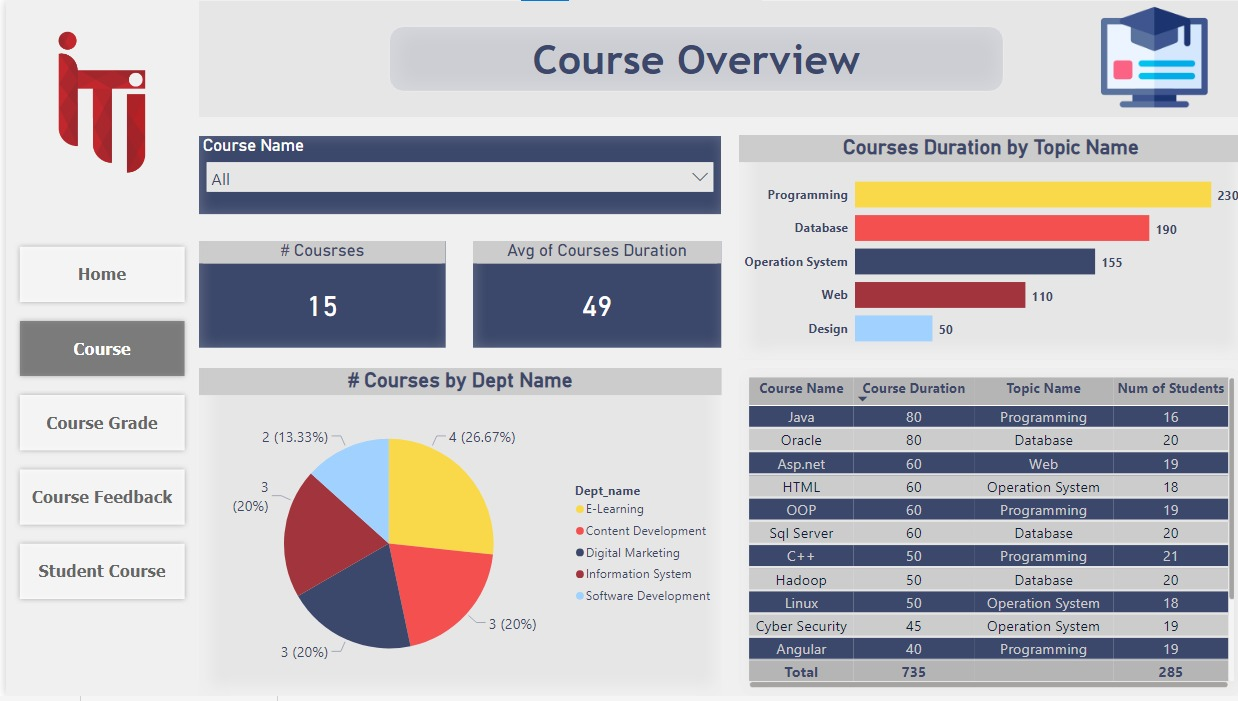 iTi
Course Overview
Home
Course
Course Grade
Course Feedback
Student Course
Course Name
All
# Cousrses
15
Avg of Courses Duration
49
# Courses by Dept Name
2 (13.33%)
4 (26.67%)
3
(20%)
3 (20%)
3 (20%)
Dept_name
E-Learning
Content Development
Digital Marketing
Information System
Software Development
Courses Duration by Topic Name
Programming 230
Database 190
Operation System 155
Web 110
Design 50
Course Name Course Duration Topic Name Num of Students
Java 80 Programming 16
Oracle 80 Database 20
Asp.net 60 Web 19
HTML 60 Operation System 18
OOP 60 Programming 19
Sql Server 60 Database 20
C++ 50 Programming 21
Hadoop 50 Database 20
Linux 50 Operation System 18
Cyber Security 45 Operation System 19
Angular 40 Programming 19
Total 735 285